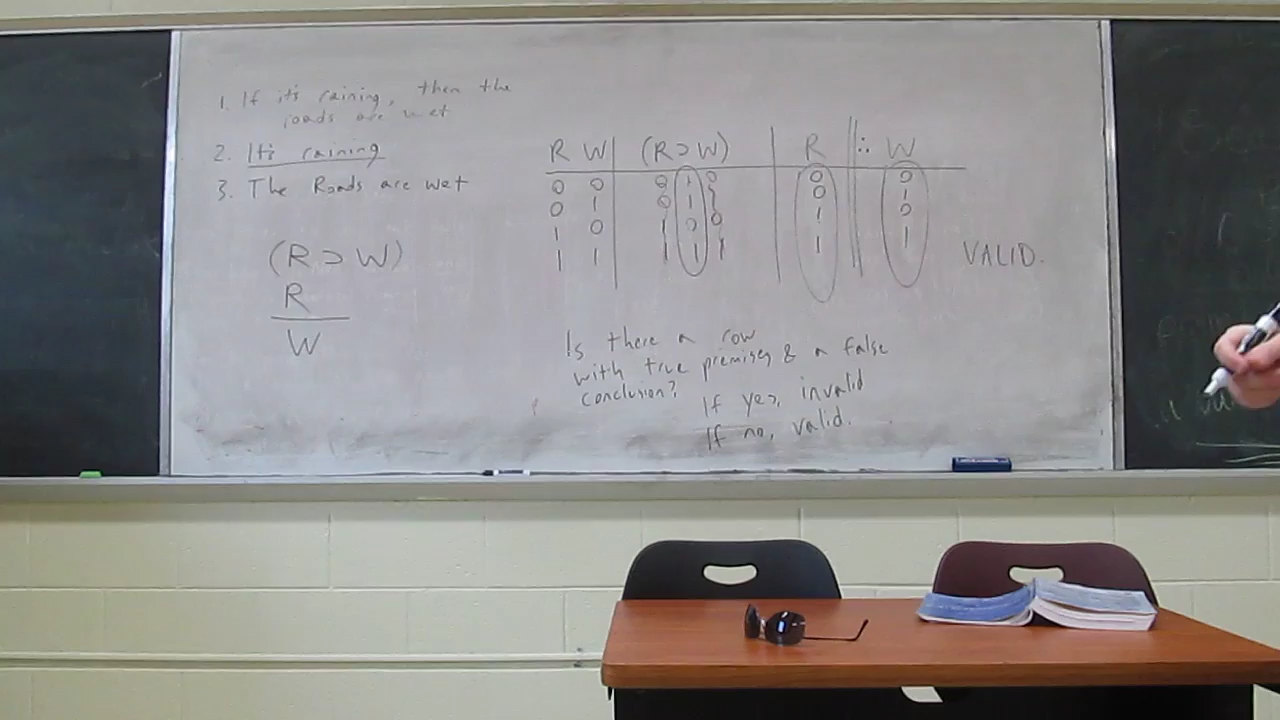 1. If it's raining, then the
roads are wet
2. It's raining
3. The Roads are wet
(R ⊃ W)
R
W
R W (R ⊃ W) R ∴ W
0 0 0 1 0 0 0
0 1 0 1 1 0 1
1 0 1 0 0 1 0
1 1 1 1 1 1 1
VALID.
Is there a row
with true premises & a false
conclusion?
If yes, invalid
If no, valid.